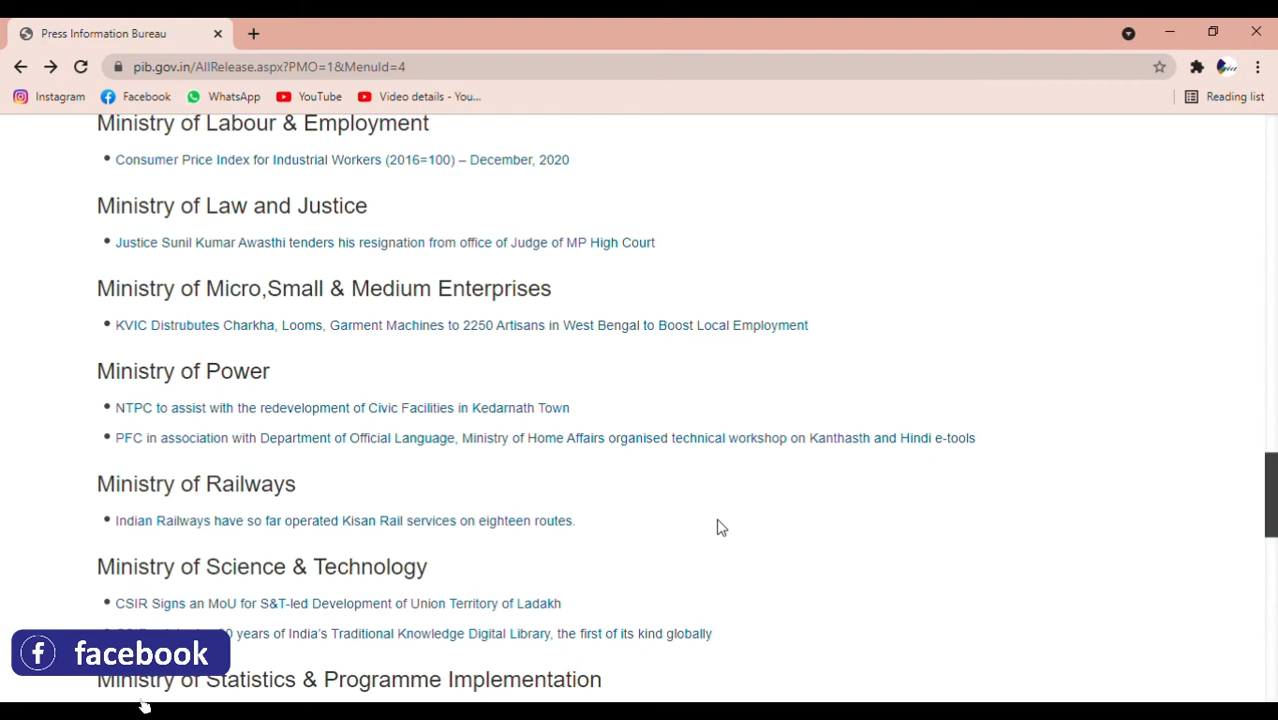 Press Information Bureau
pib.gov.in/AllRelease.aspx?PMO=1&MenuId=4
Instagram Facebook WhatsApp YouTube Video details - You... Reading list
Ministry of Labour & Employment
Consumer Price Index for Industrial Workers (2016=100) – December, 2020
Ministry of Law and Justice
Justice Sunil Kumar Awasthi tenders his resignation from office of Judge of MP High Court
Ministry of Micro,Small & Medium Enterprises
KVIC Distrubutes Charkha, Looms, Garment Machines to 2250 Artisans in West Bengal to Boost Local Employment
Ministry of Power
NTPC to assist with the redevelopment of Civic Facilities in Kedarnath Town
PFC in association with Department of Official Language, Ministry of Home Affairs organised technical workshop on Kanthasth and Hindi e-tools
Ministry of Railways
Indian Railways have so far operated Kisan Rail services on eighteen routes.
Ministry of Science & Technology
CSIR Signs an MoU for S&T-led Development of Union Territory of Ladakh
years of India's Traditional Knowledge Digital Library, the first of its kind globally
facebook
Ministry of Statistics & Programme Implementation